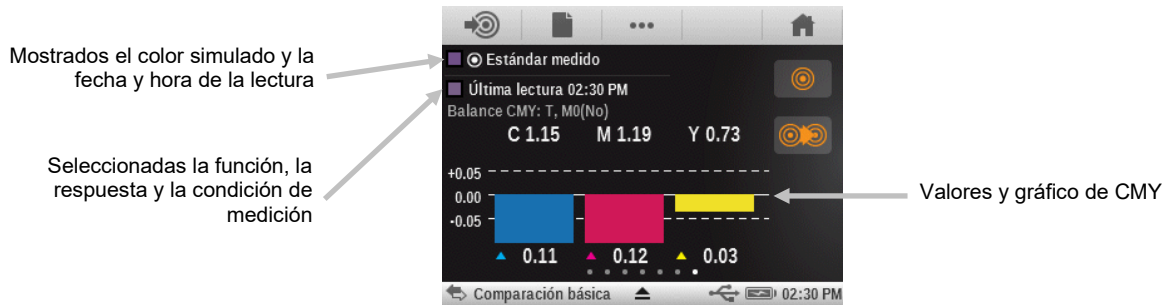 Mostrados el color simulado y la
fecha y hora de la lectura
Seleccionadas la función, la
respuesta y la condición de
medición
Estándar medido
Última lectura 02:30 PM
Balance CMY: T, M0(No)
C 1.15 M 1.19 Y 0.73
+0.05
0.00
-0.05
0.11 0.12 0.03
Comparación básica 02:30 PM
Valores y gráfico de CMY